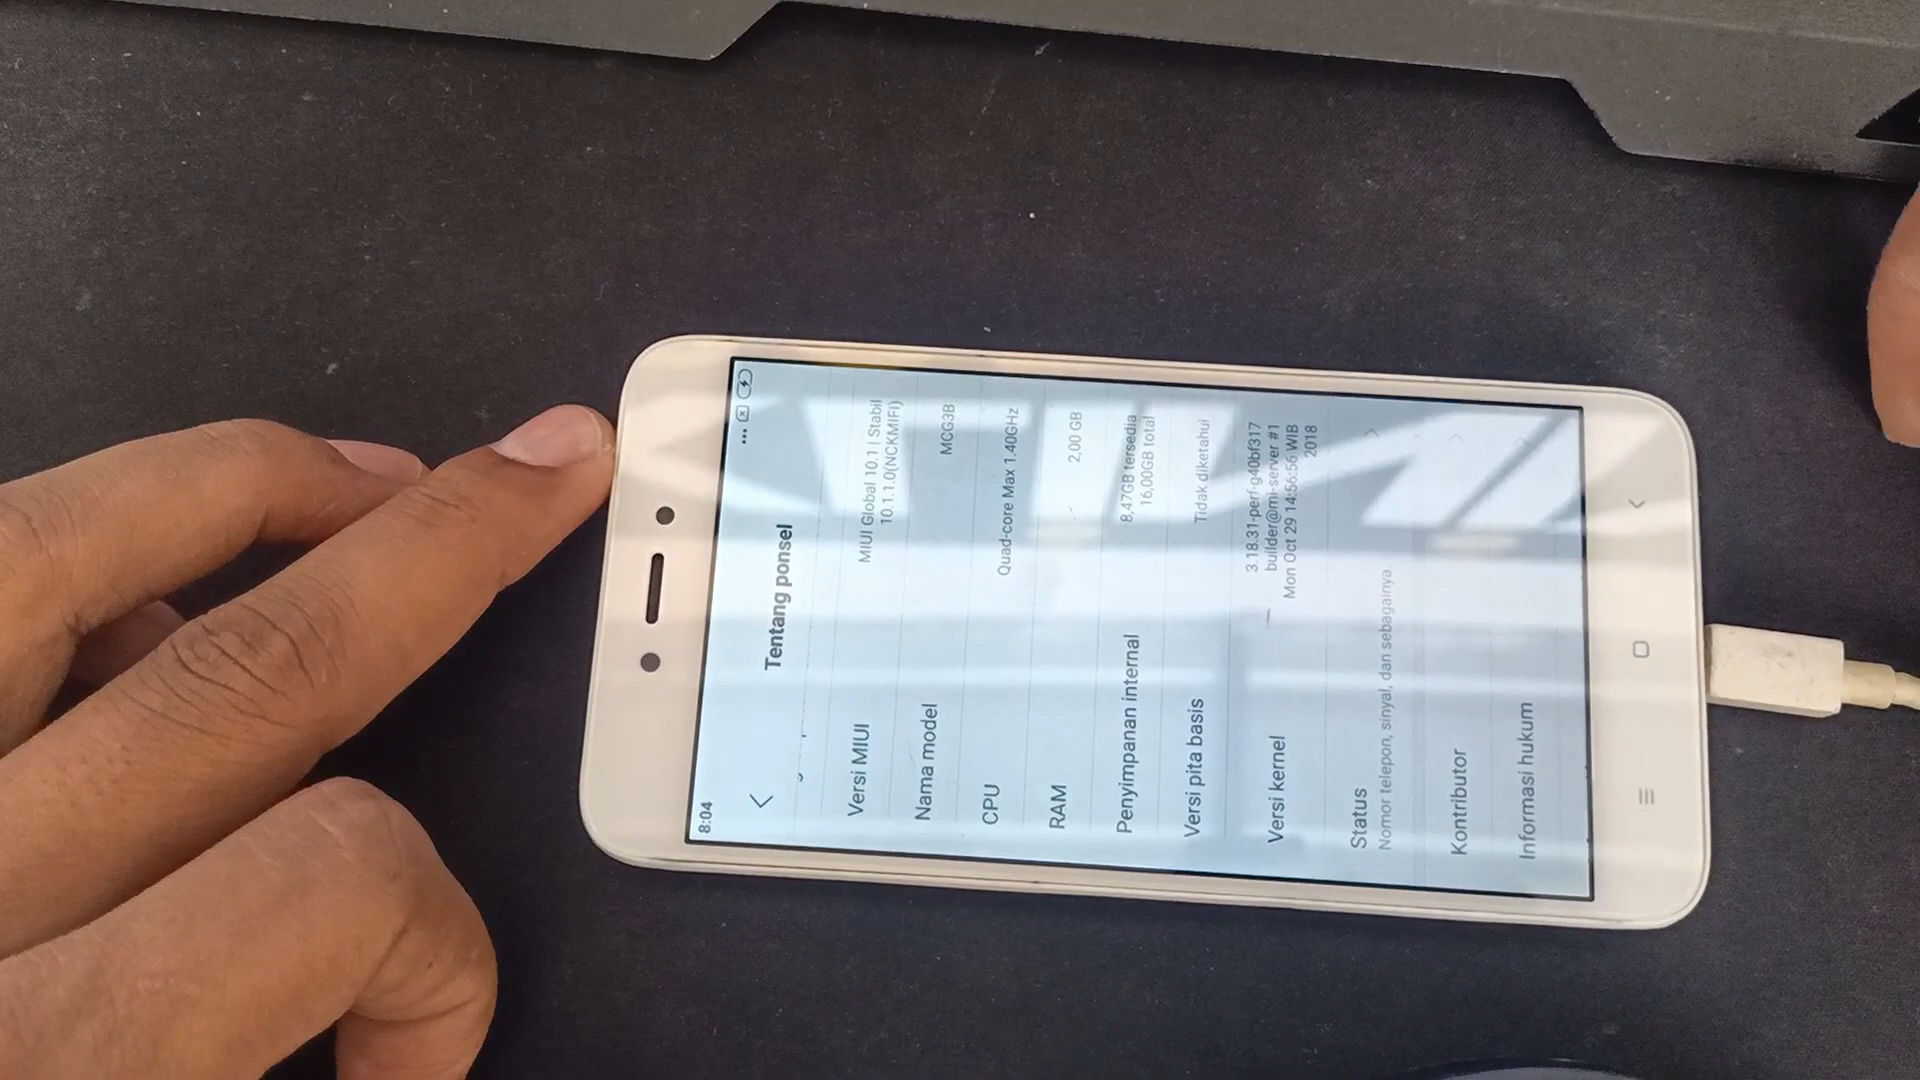 8:04
Tentang ponsel
Versi MIUI
MIUI Global 10.1 | Stabil
10.1.1.0(NCKMIFI)
Nama model
MCG3B
CPU
Quad-core Max 1.40GHz
RAM
2,00 GB
Penyimpanan internal
8,47GB tersedia
16,00GB total
Versi pita basis
Tidak diketahui
Versi kernel
3.18.31-perf-g40bf317
builder@mi-server #1
Mon Oct 29 14:56:56 WIB
2018
Status
Nomor telepon, sinyal, dan sebagainya.
Kontributor
Informasi hukum